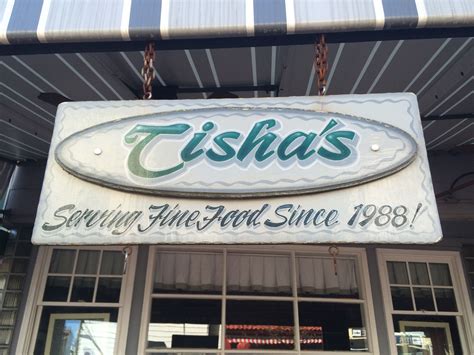 Tisha's
Serving Fine Food Since 1988!